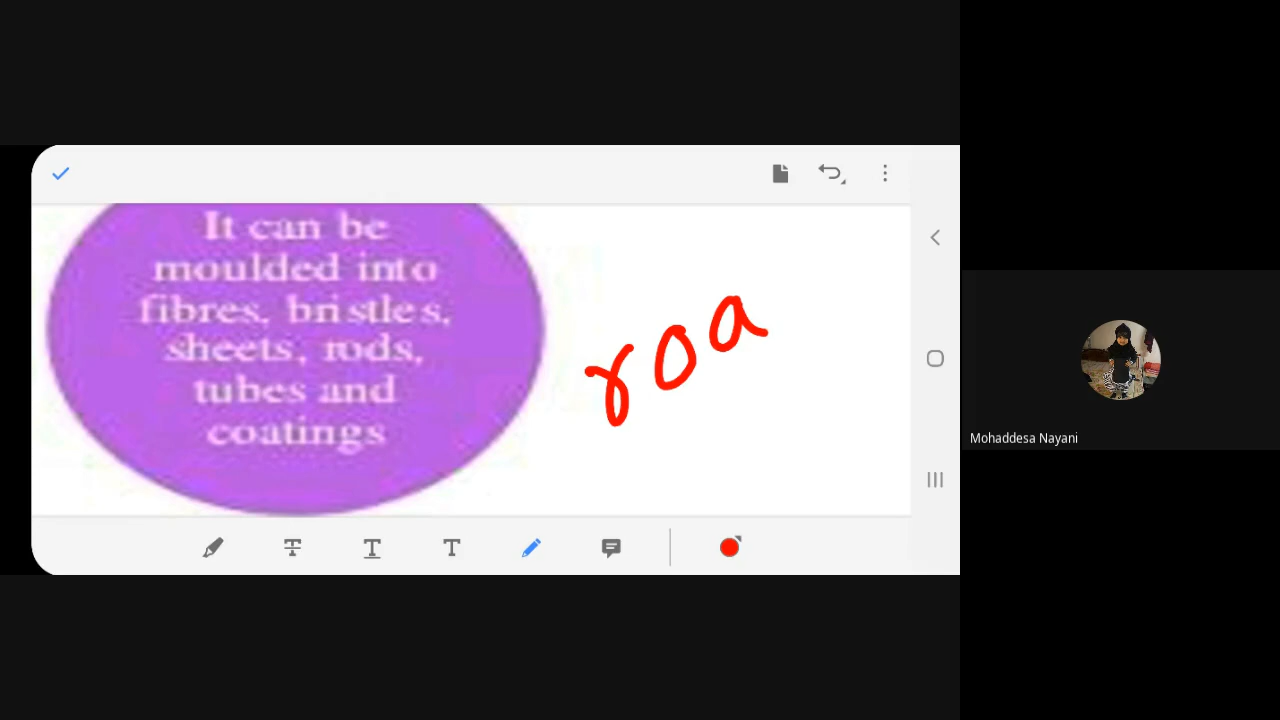 It can be
moulded into
fibres, bristles,
sheets, rods,
tubes and
coatings
roa
Mohaddesa Nayani